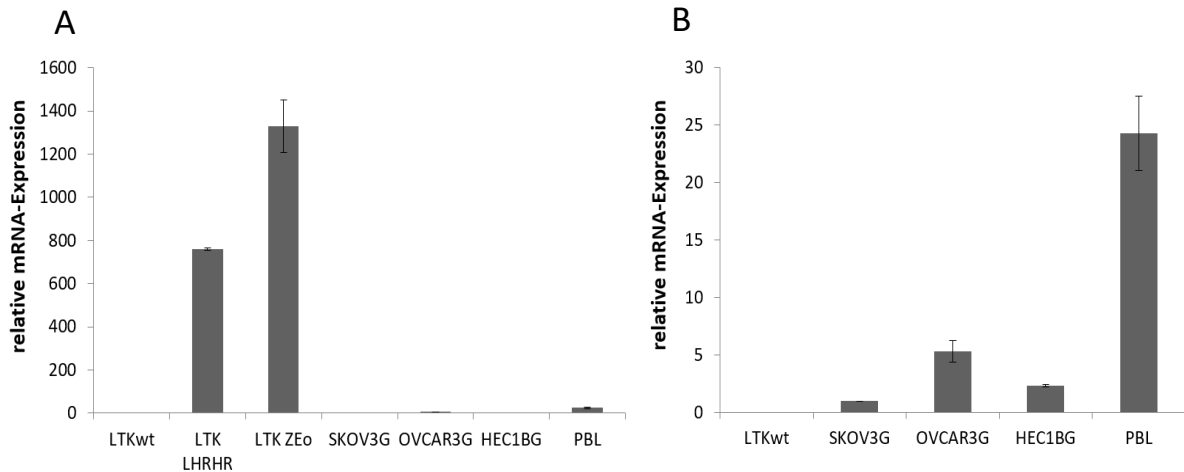 A
relative mRNA-Expression
1600
1400
1200
1000
800
600
400
200
0
LTKwt LTK LTK ZEo SKOV3G OVCAR3G HEC1BG PBL
LHRHR
B
relative mRNA-Expression
30
25
20
15
10
5
0
LTKwt SKOV3G OVCAR3G HEC1BG PBL